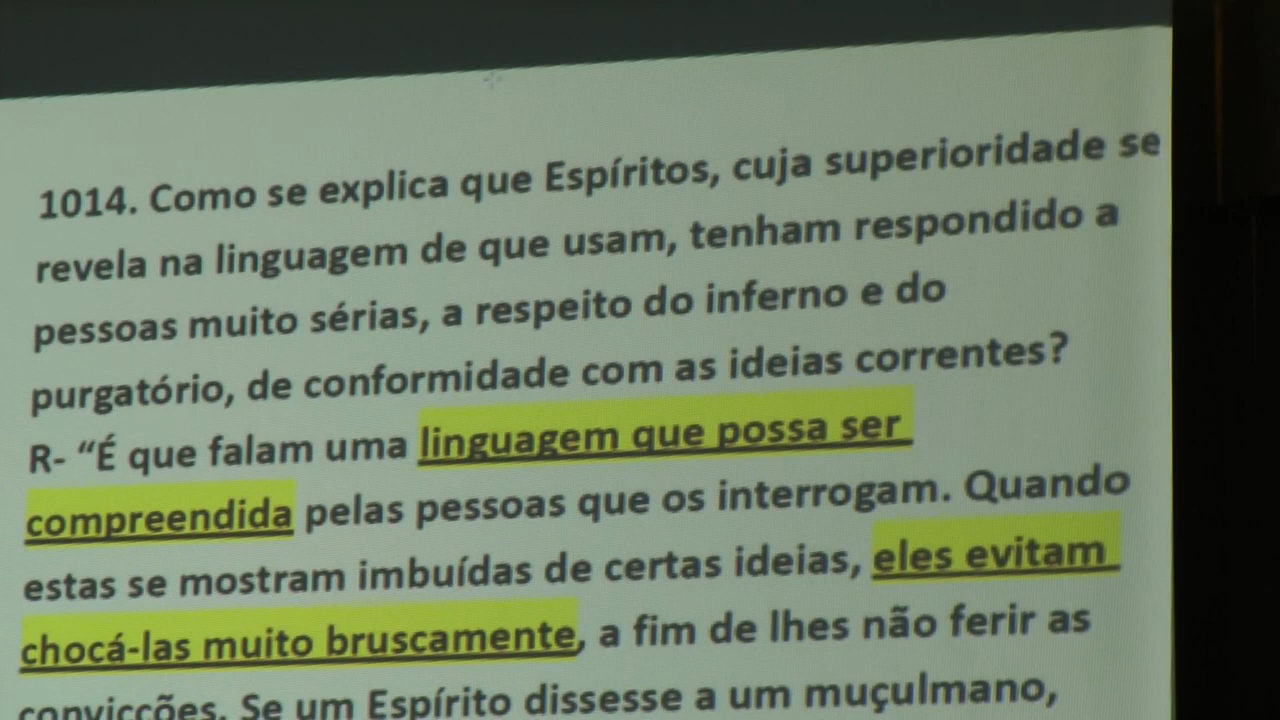 1014. Como se explica que Espíritos, cuja superioridade se
revela na linguagem de que usam, tenham respondido a
pessoas muito sérias, a respeito do inferno e do
purgatório, de conformidade com as ideias correntes?
R- “É que falam uma linguagem que possa ser
compreendida pelas pessoas que os interrogam. Quando
estas se mostram imbuídas de certas ideias, eles evitam
chocá-las muito bruscamente, a fim de lhes não ferir as
convicções. Se um Espírito dissesse a um muçulmano,